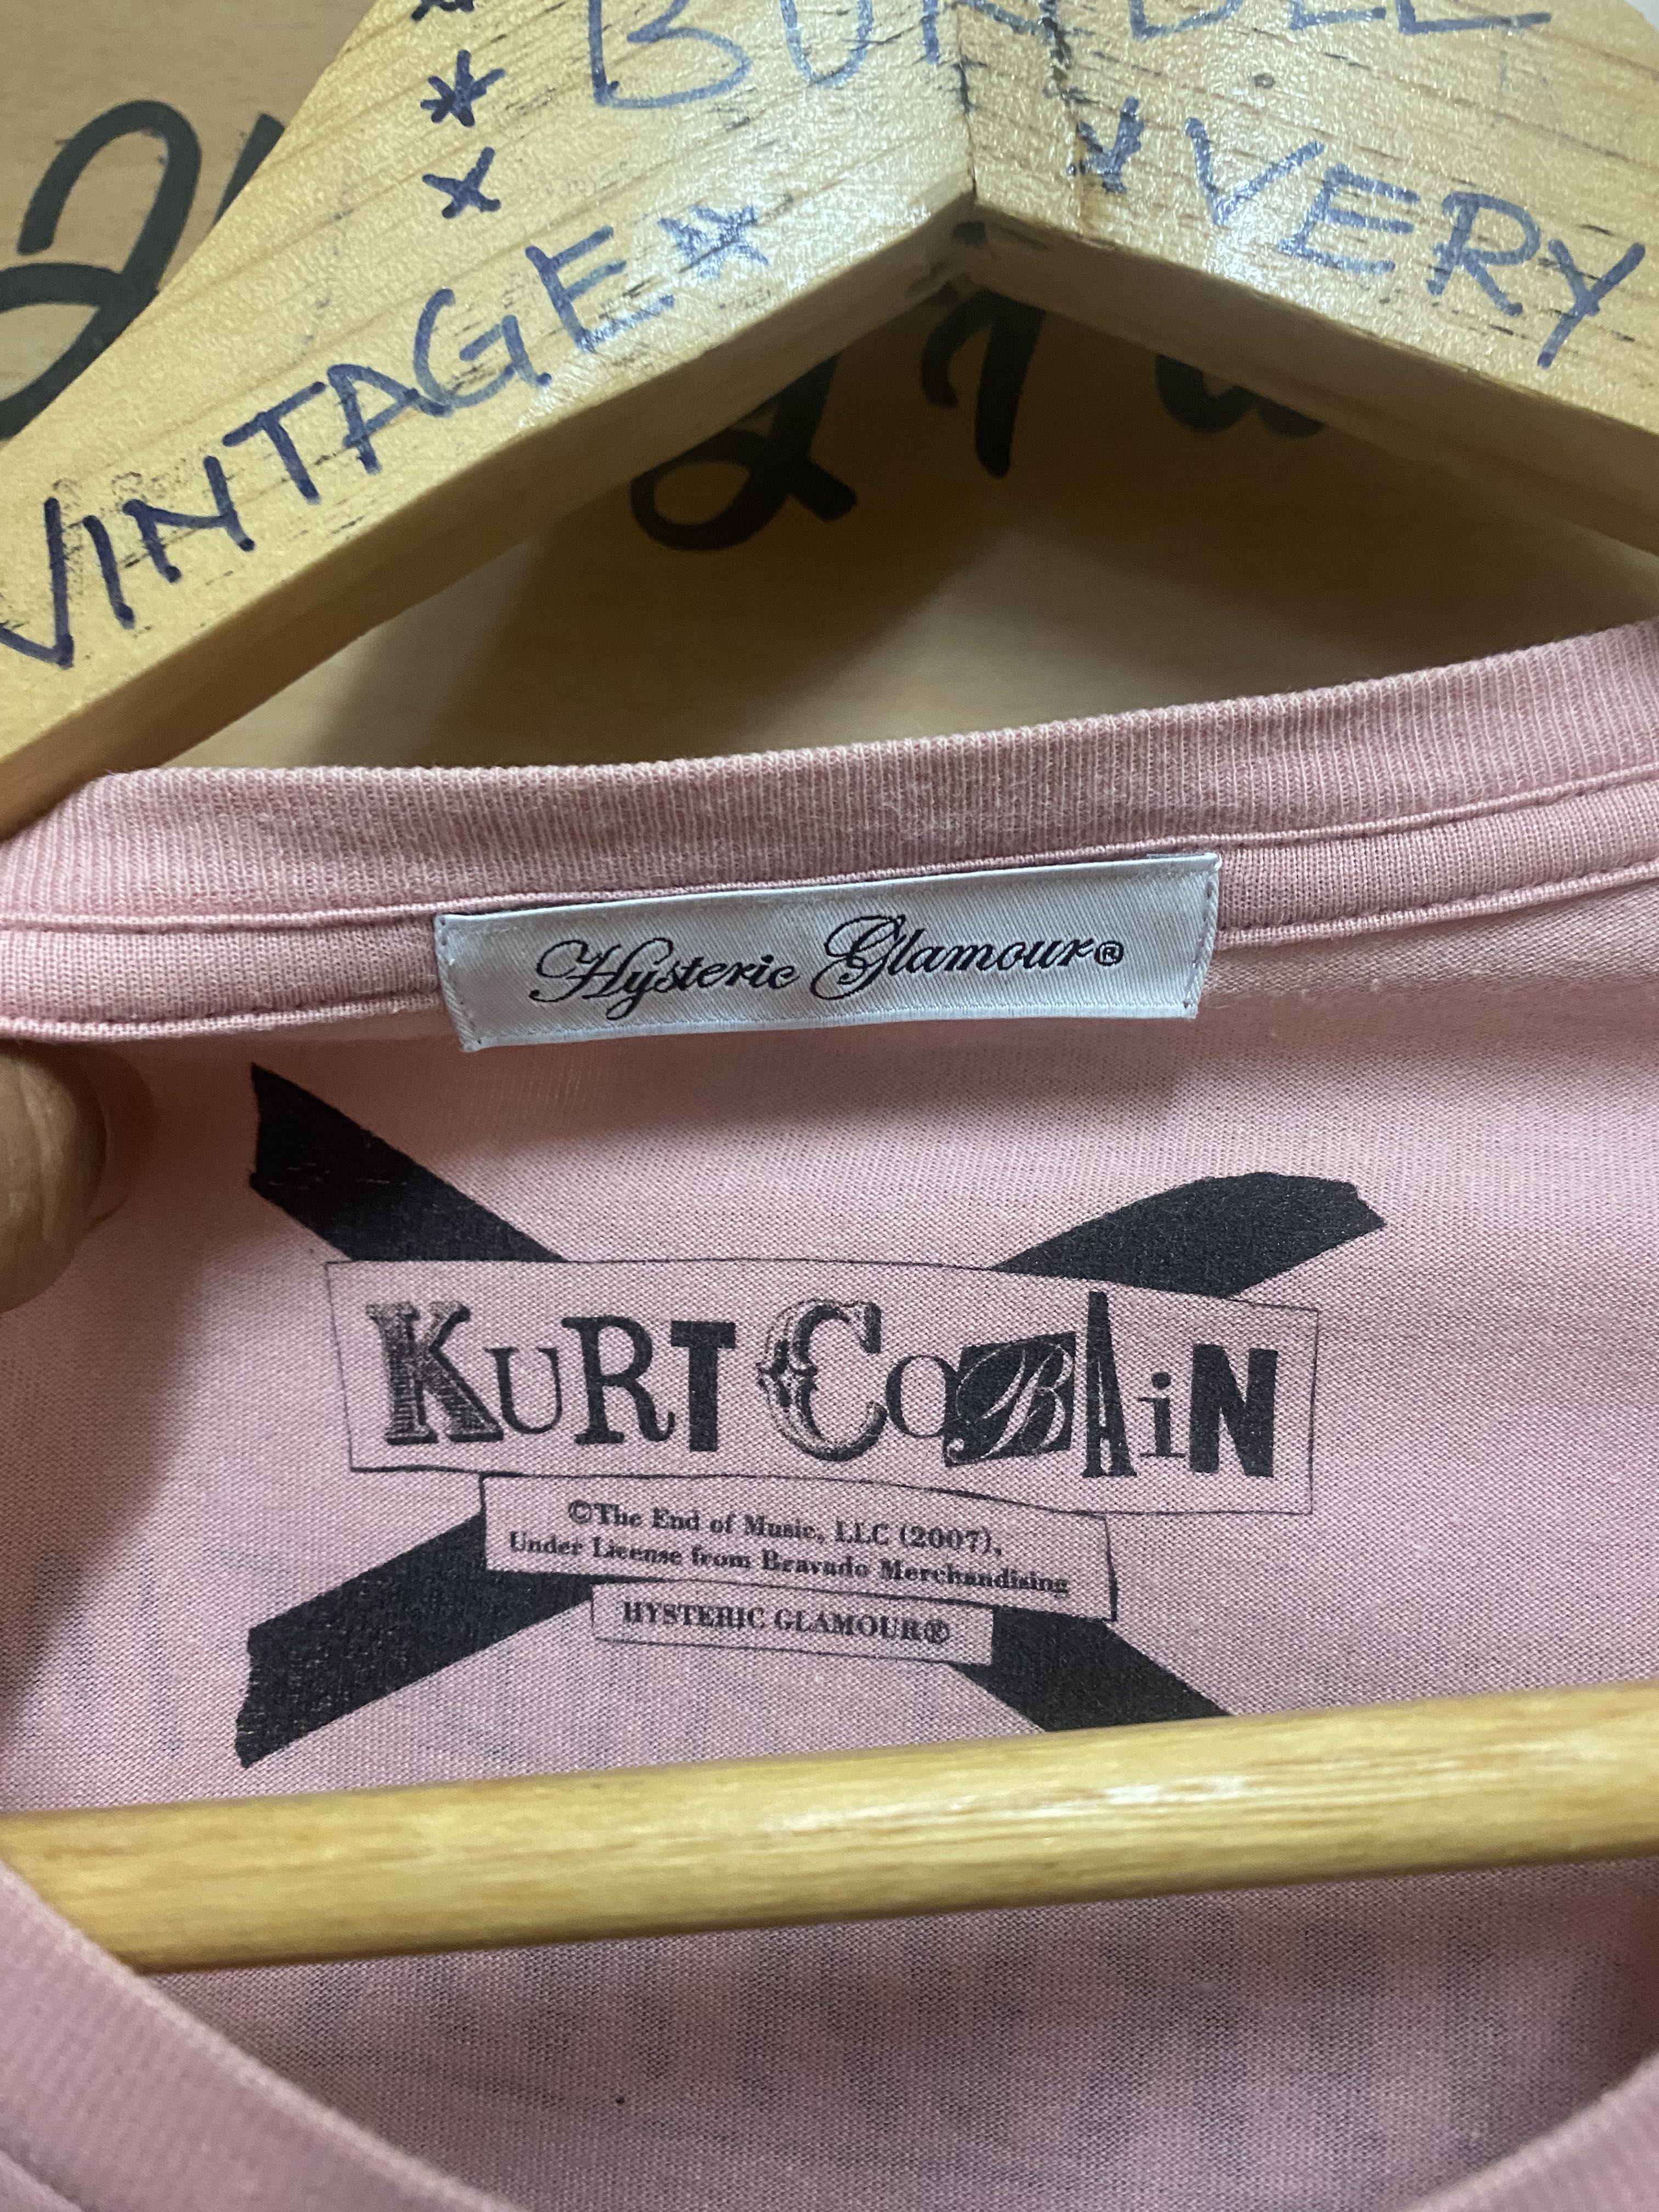 BUNDLE
VINTAGE
VERY
Hysteric Glamour®
KURT COBAiN
©The End of Music, LLC (2007),
Under License from Bravado Merchandising
HYSTERIC GLAMOUR®